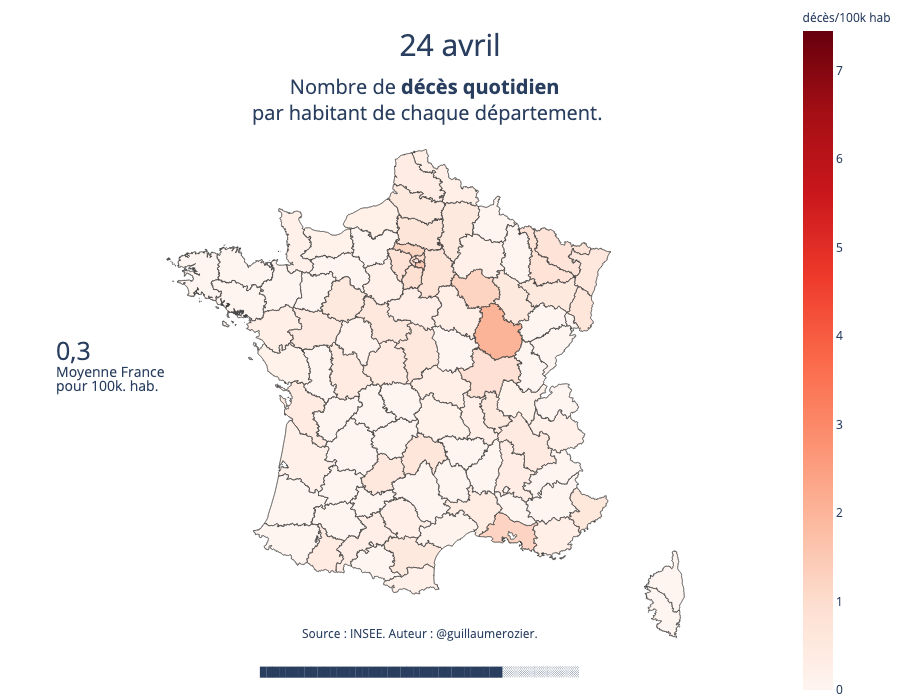 décès/100k hab
24 avril
Nombre de décès quotidien
par habitant de chaque département.
7
6
5
4
3
2
1
0
0,3
Moyenne France
pour 100k. hab.
Source : INSEE. Auteur : @guillaumerozier.